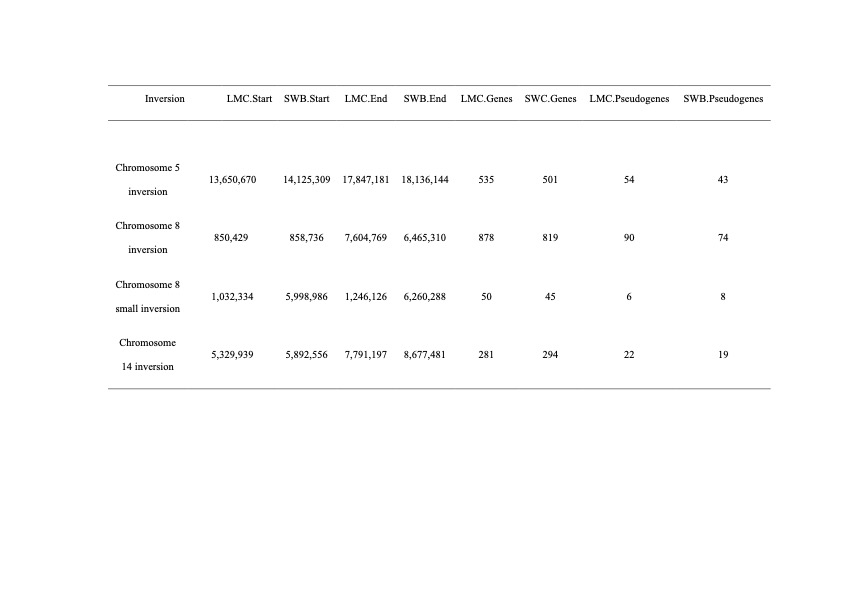 Inversion LMC.Start SWB.Start LMC.End SWB.End LMC.Genes SWC.Genes LMC.Pseudogenes SWB.Pseudogenes
Chromosome 5
inversion
13,650,670 14,125,309 17,847,181 18,136,144 535 501 54 43
Chromosome 8
inversion
850,429 858,736 7,604,769 6,465,310 878 819 90 74
Chromosome 8
small inversion
1,032,334 5,998,986 1,246,126 6,260,288 50 45 6 8
Chromosome
14 inversion
5,329,939 5,892,556 7,791,197 8,677,481 281 294 22 19